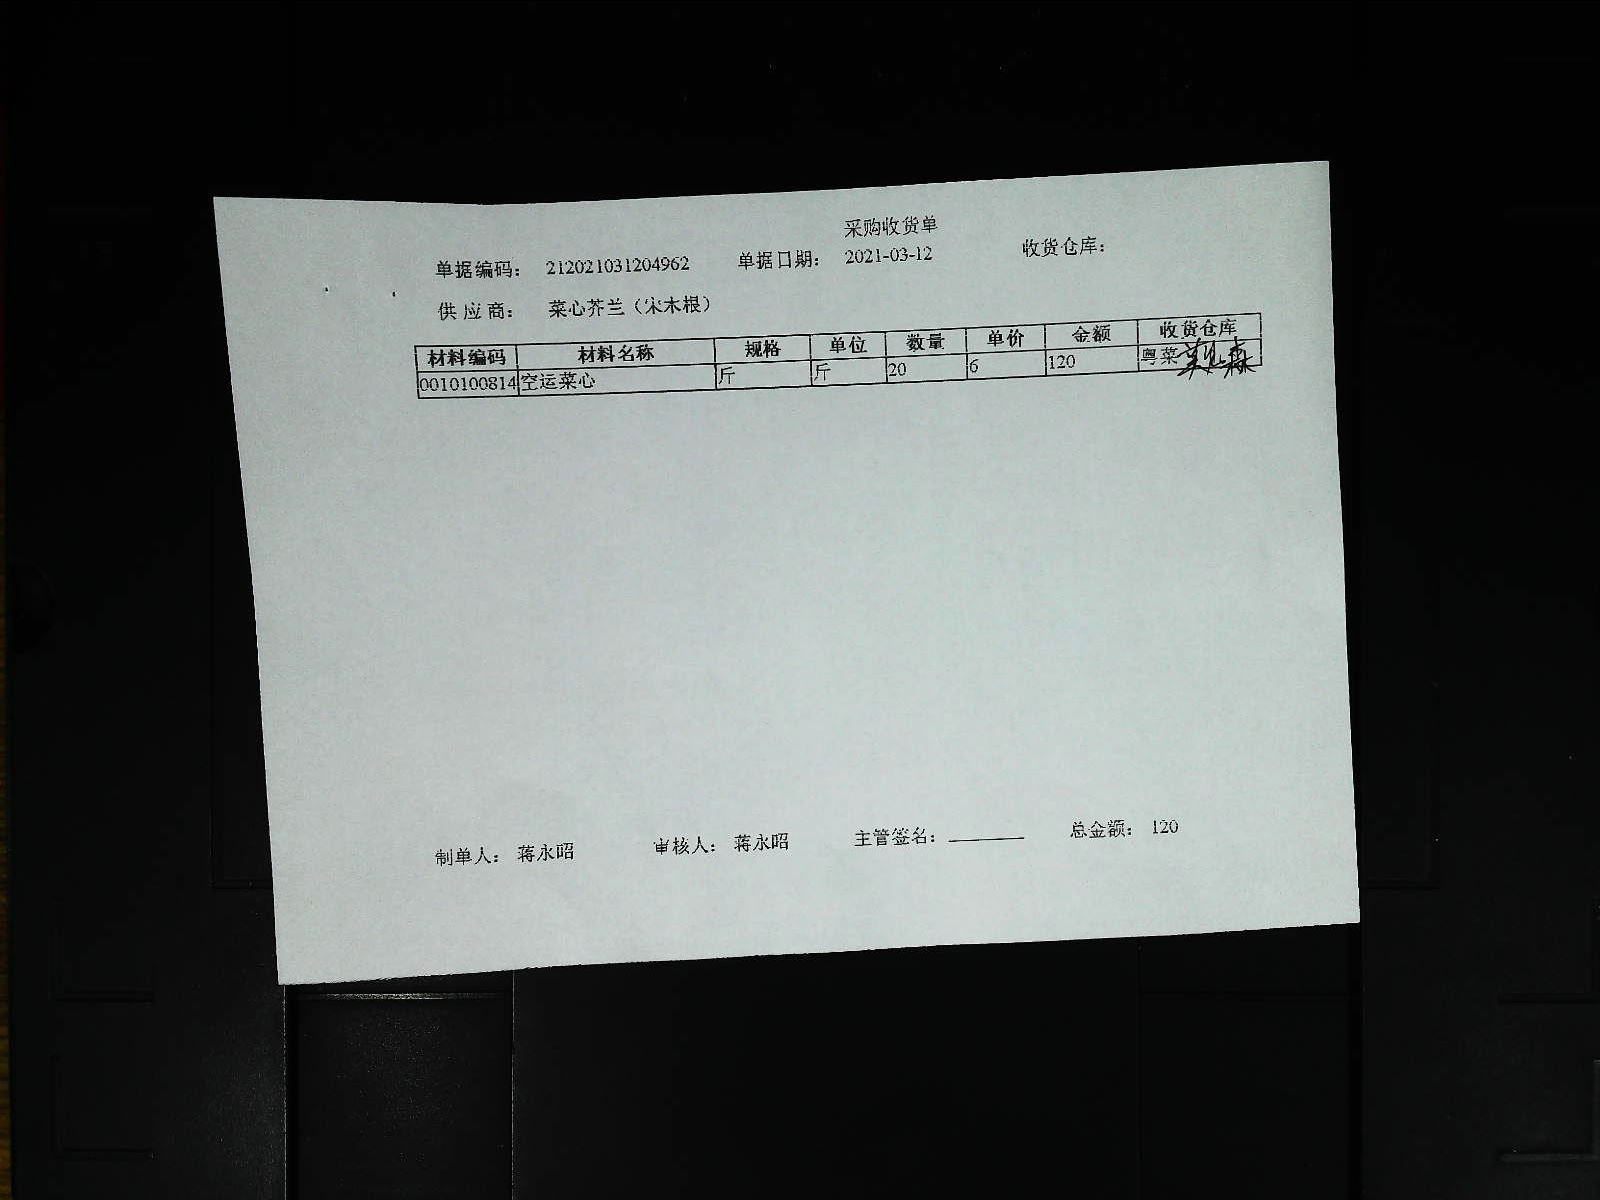 采购收货单
单据编码： 212021031204962 单据日期： 2021-03-12 收货仓库：
供 应 商： 菜心芥兰（宋木根）
材料编码 材料名称 规格 单位 数量 单价 金额 收货仓库
0010100814 空运菜心 斤 斤 20 6 120 粤菜
制单人： 蒋永昭 审核人： 蒋永昭 主管签名： 总金额： 120